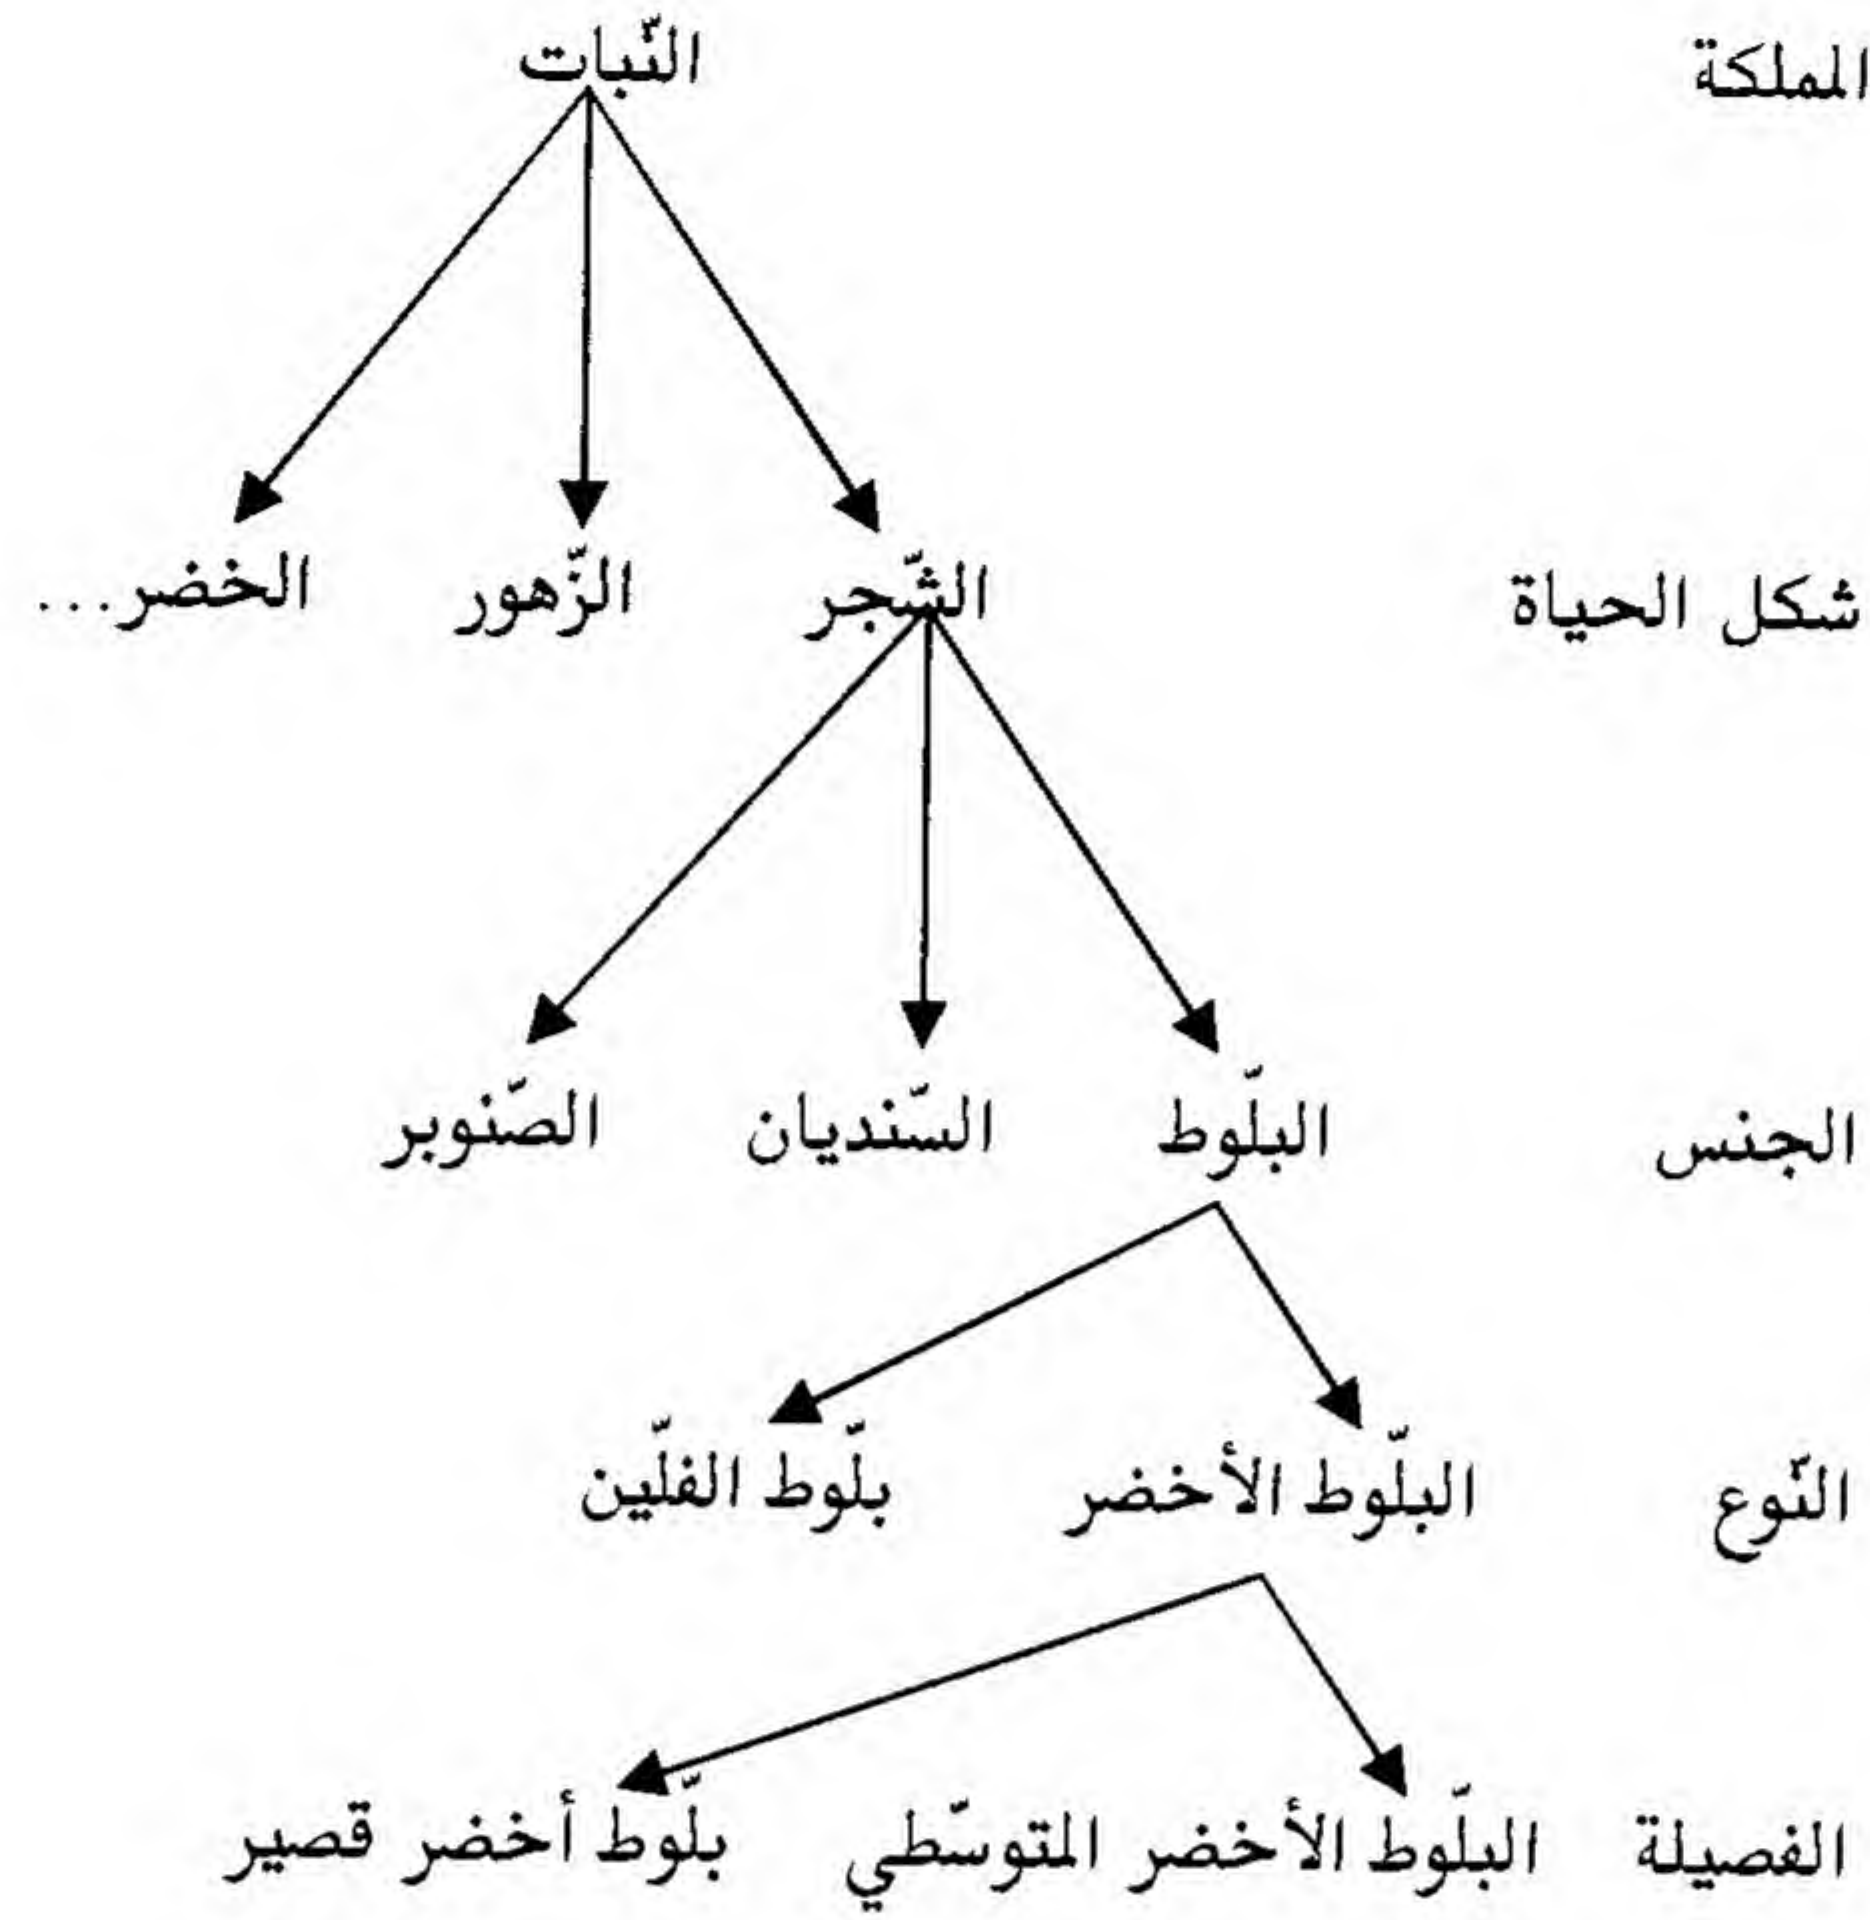 المملكة النّبات
شكل الحياة الشّجر الزّهور الخضر...
الجنس البلّوط السّنديان الصّنوبر
النّوع البلّوط الأخضر بلّوط الفلّين
الفصيلة البلّوط الأخضر المتوسّطي بلّوط أخضر قصير